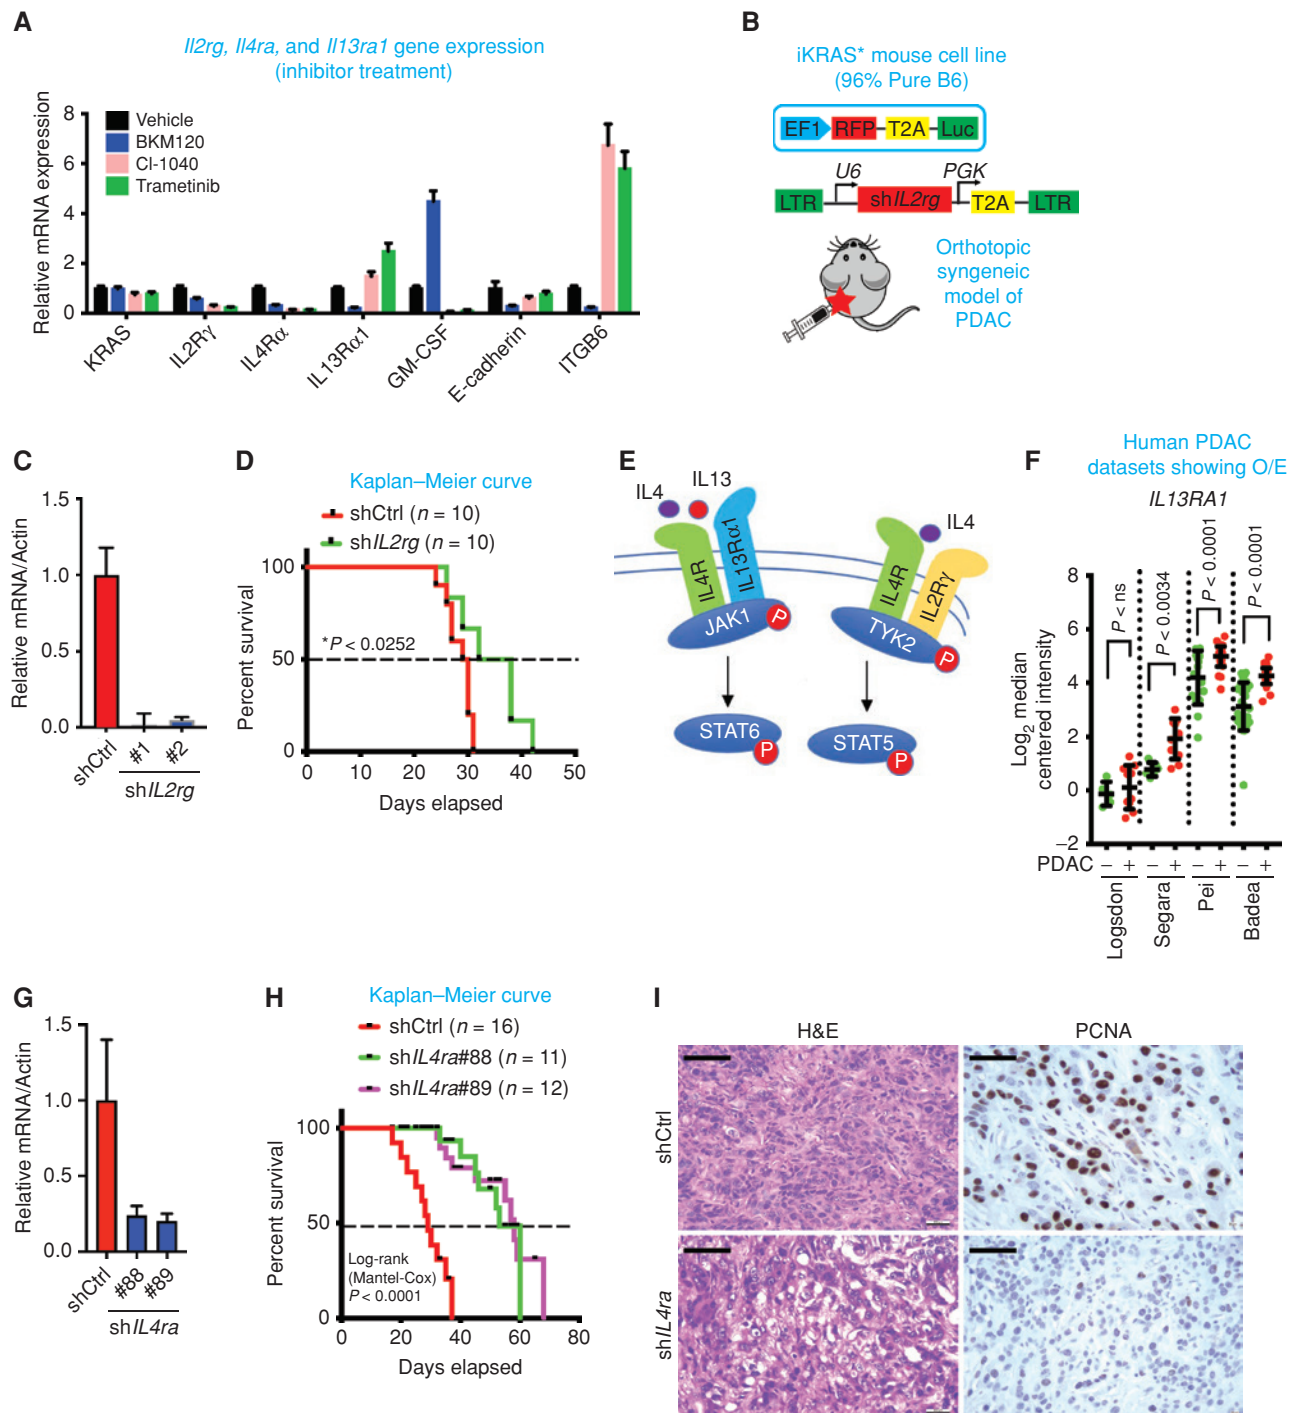 A
Il2rg, Il4ra, and Il13ra1 gene expression
(inhibitor treatment)
Relative mRNA expression
8
6
4
2
0
Vehicle
BKM120
CI-1040
Trametinib
KRAS
IL2Rγ
IL4Rα
IL13Rα1
GM-CSF
E-cadherin
ITGB6
B
iKRAS* mouse cell line
(96% Pure B6)
EF1 RFP T2A Luc
U6 PGK
LTR shIL2rg T2A LTR
Orthotopic
syngeneic
model of
PDAC
C
Relative mRNA/Actin
1.5
1.0
0.5
0.0
shCtrl
#1
#2
shIL2rg
D
Kaplan–Meier curve
shCtrl (n = 10)
shIL2rg (n = 10)
Percent survival
100
50
0
*P < 0.0252
0 10 20 30 40 50
Days elapsed
E
IL4
IL13
IL4R
IL13Rα1
JAK1
P
STAT6
P
IL4
IL4R
IL2Rγ
TYK2
P
STAT5
P
F
Human PDAC
datasets showing O/E
IL13RA1
P < ns
P < 0.0034
P < 0.0001
P < 0.0001
Log2 median
centered intensity
8
6
4
2
0
−2
PDAC − + − + − + − +
Logsdon
Segara
Pei
Badea
G
Relative mRNA/Actin
1.5
1.0
0.5
0.0
shCtrl
#88
#89
shIL4ra
H
Kaplan–Meier curve
shCtrl (n = 16)
shIL4ra#88 (n = 11)
shIL4ra#89 (n = 12)
Percent survival
100
50
0
Log-rank
(Mantel-Cox)
P < 0.0001
0 20 40 60 80
Days elapsed
I
H&E
PCNA
shCtrl
shIL4ra